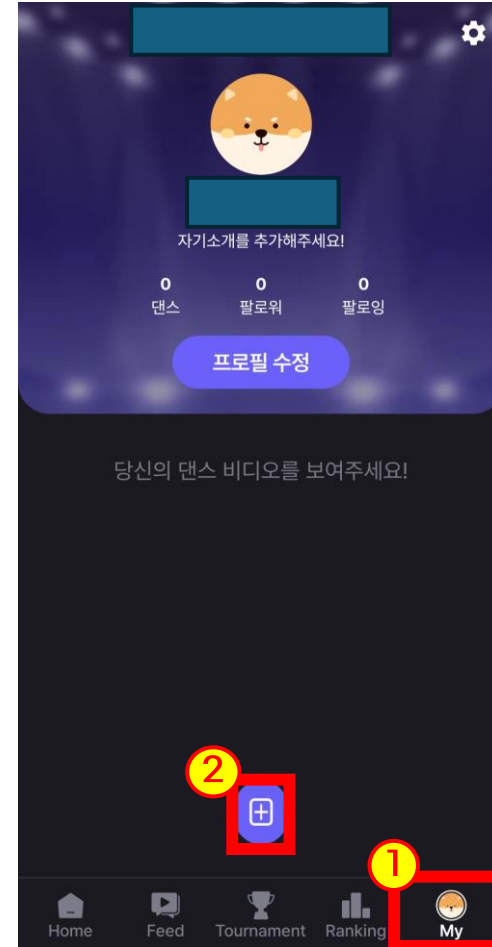 자기소개를 추가해주세요!
0 0 0
댄스 팔로워 팔로잉
프로필 수정
당신의 댄스 비디오를 보여주세요!
2
1
Home Feed Tournament Ranking My